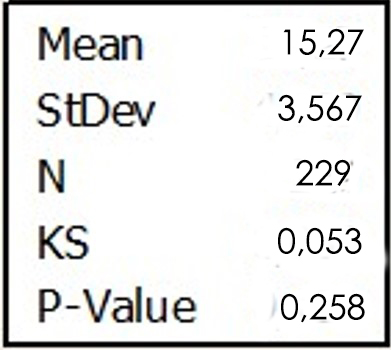 Mean 15,27
StDev 3,567
N 229
KS 0,053
P-Value 0,258